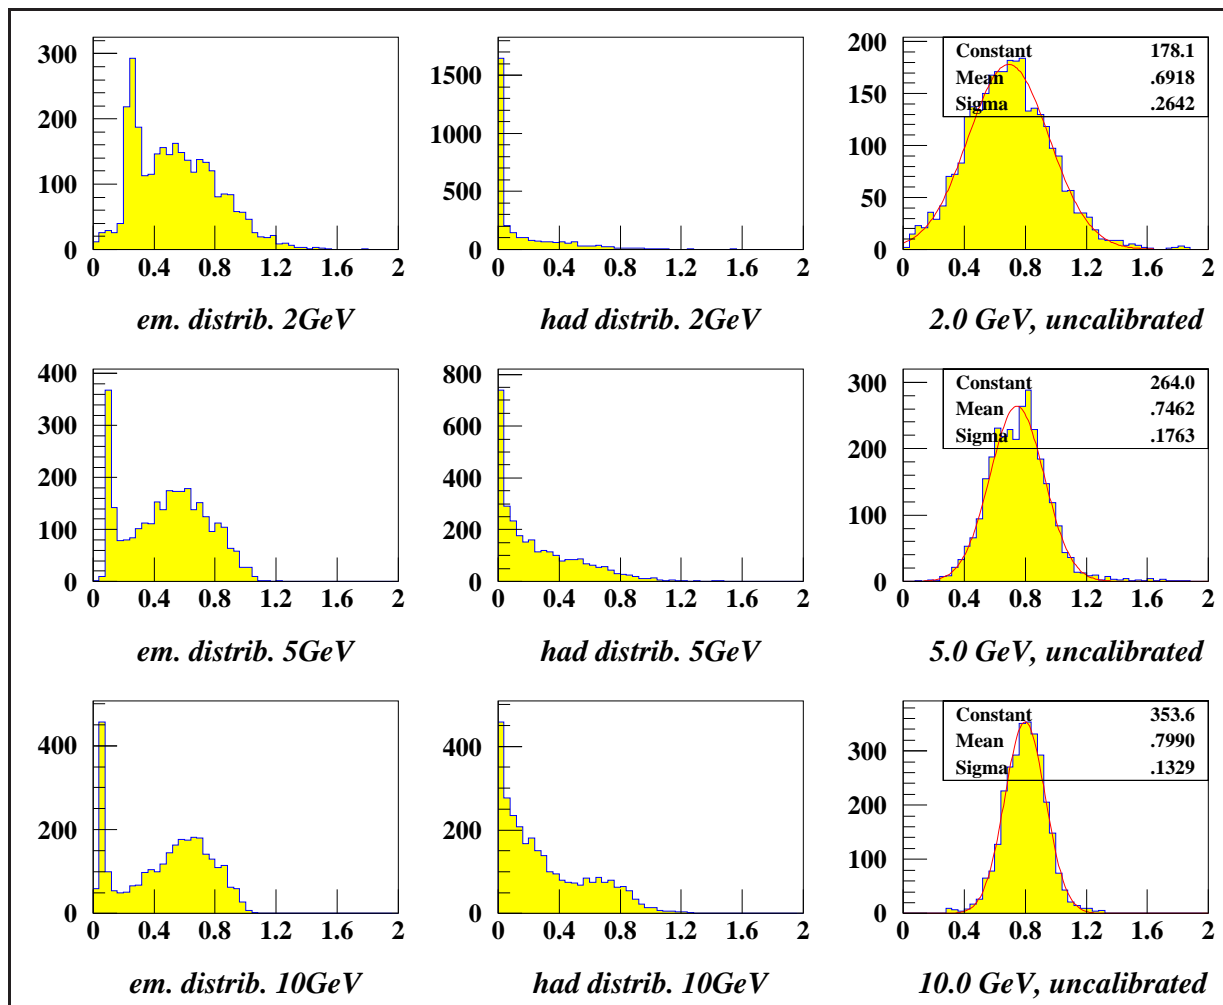 300
200
100
0
0 0.4 0.8 1.2 1.6 2
em. distrib. 2GeV
1500
1000
500
0
0 0.4 0.8 1.2 1.6 2
had distrib. 2GeV
200
150
100
50
0
Constant 178.1
Mean .6918
Sigma .2642
0 0.4 0.8 1.2 1.6 2
2.0 GeV, uncalibrated
400
300
200
100
0
0 0.4 0.8 1.2 1.6 2
em. distrib. 5GeV
800
600
400
200
0
0 0.4 0.8 1.2 1.6 2
had distrib. 5GeV
300
200
100
0
Constant 264.0
Mean .7462
Sigma .1763
0 0.4 0.8 1.2 1.6 2
5.0 GeV, uncalibrated
400
200
0
0 0.4 0.8 1.2 1.6 2
em. distrib. 10GeV
400
200
0
0 0.4 0.8 1.2 1.6 2
had distrib. 10GeV
300
200
100
0
Constant 353.6
Mean .7990
Sigma .1329
0 0.4 0.8 1.2 1.6 2
10.0 GeV, uncalibrated